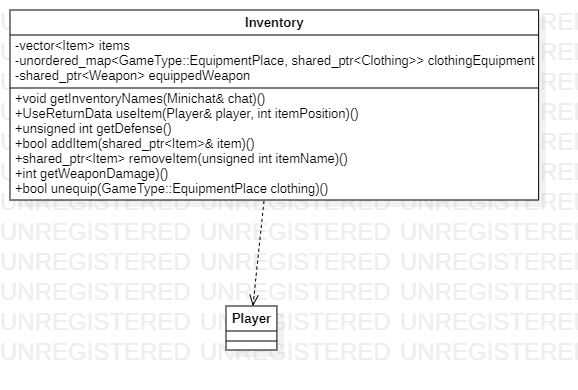 Inventory
-vector<Item> items
-unordered_map<GameType::EquipmentPlace, shared_ptr<Clothing>> clothingEquipment
-shared_ptr<Weapon> equippedWeapon
+void getInventoryNames(Minichat& chat)()
+UseReturnData useItem(Player& player, int itemPosition)()
+unsigned int getDefense()
+bool addItem(shared_ptr<Item>& item)()
+shared_ptr<Item> removeItem(unsigned int itemName)()
+int getWeaponDamage)()
+bool unequip(GameType::EquipmentPlace clothing)()
UNREGISTERED UNREGISTERED UNREGISTERED
UNREGISTERED UNREGISTERED UNREGISTERED
UNREGISTERED UNREGISTERED UNREGISTERED
UNREGISTERED UNREGISTERED UNREGISTERED
Player
UNREGISTERED UNREGISTERED UNREGISTERED
UNREGISTERED UNREGISTERED UNREGISTERED